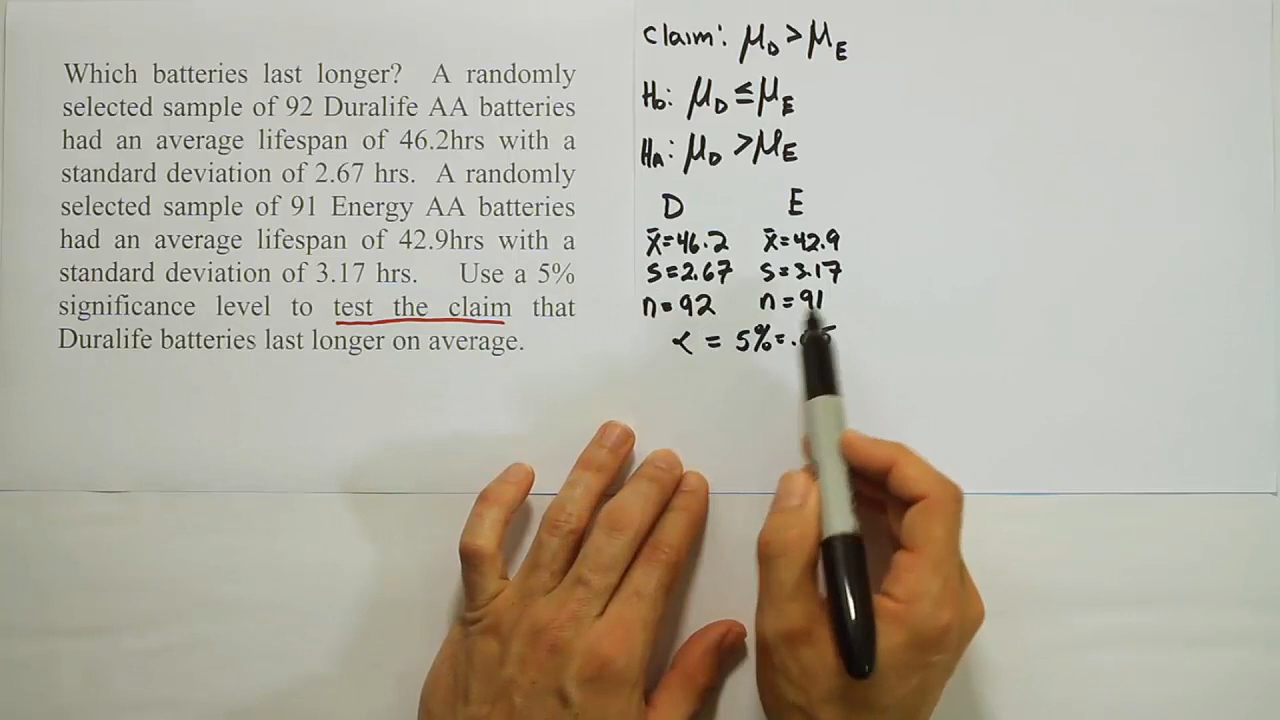 Which batteries last longer? A randomly
selected sample of 92 Duralife AA batteries
had an average lifespan of 46.2hrs with a
standard deviation of 2.67 hrs. A randomly
selected sample of 91 Energy AA batteries
had an average lifespan of 42.9hrs with a
standard deviation of 3.17 hrs. Use a 5%
significance level to test the claim that
Duralife batteries last longer on average.
Claim: μD > μE
H0: μD ≤ μE
HA: μD > μE
D E
x̄=46.2 x̄=42.9
S=2.67 S=3.17
n=92 n=91
α = 5%=